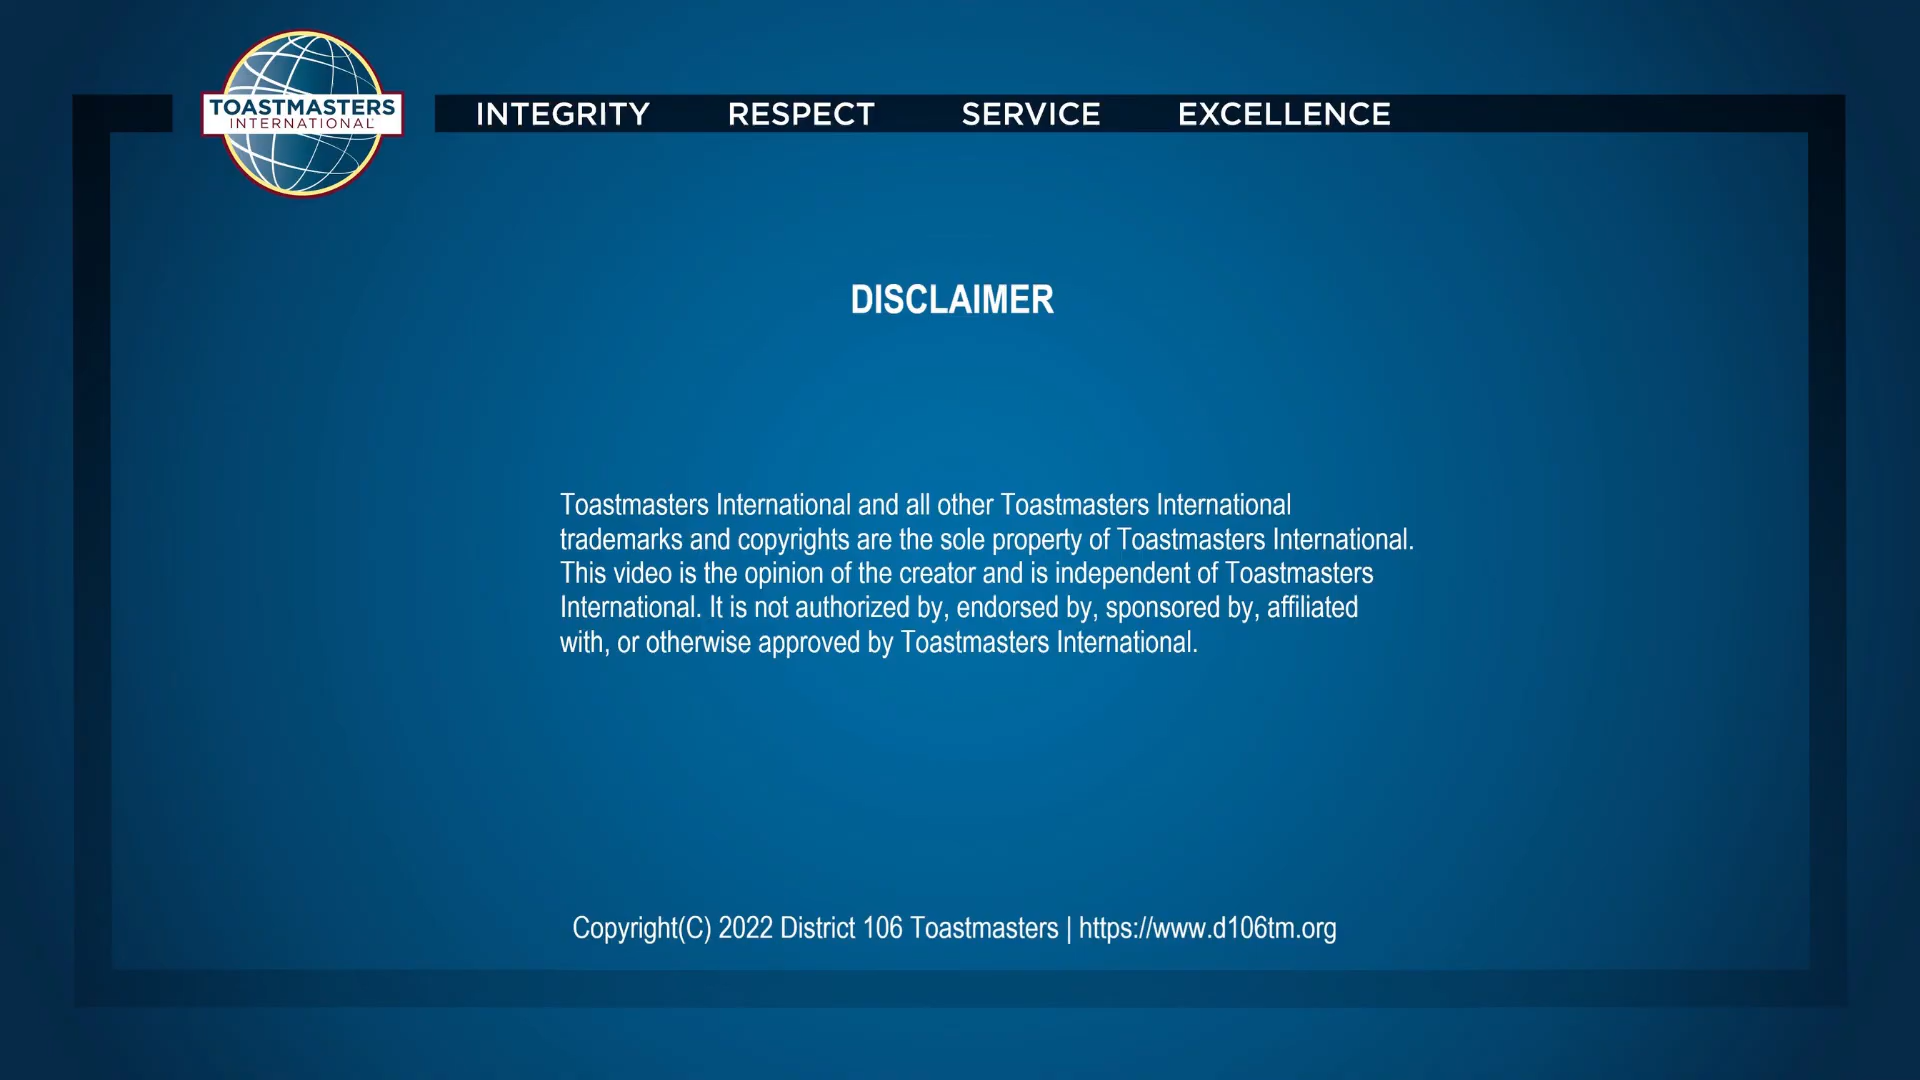 TOASTMASTERS
INTERNATIONAL
INTEGRITY RESPECT SERVICE EXCELLENCE
DISCLAIMER
Toastmasters International and all other Toastmasters International
trademarks and copyrights are the sole property of Toastmasters International.
This video is the opinion of the creator and is independent of Toastmasters
International. It is not authorized by, endorsed by, sponsored by, affiliated
with, or otherwise approved by Toastmasters International.
Copyright(C) 2022 District 106 Toastmasters | https://www.d106tm.org